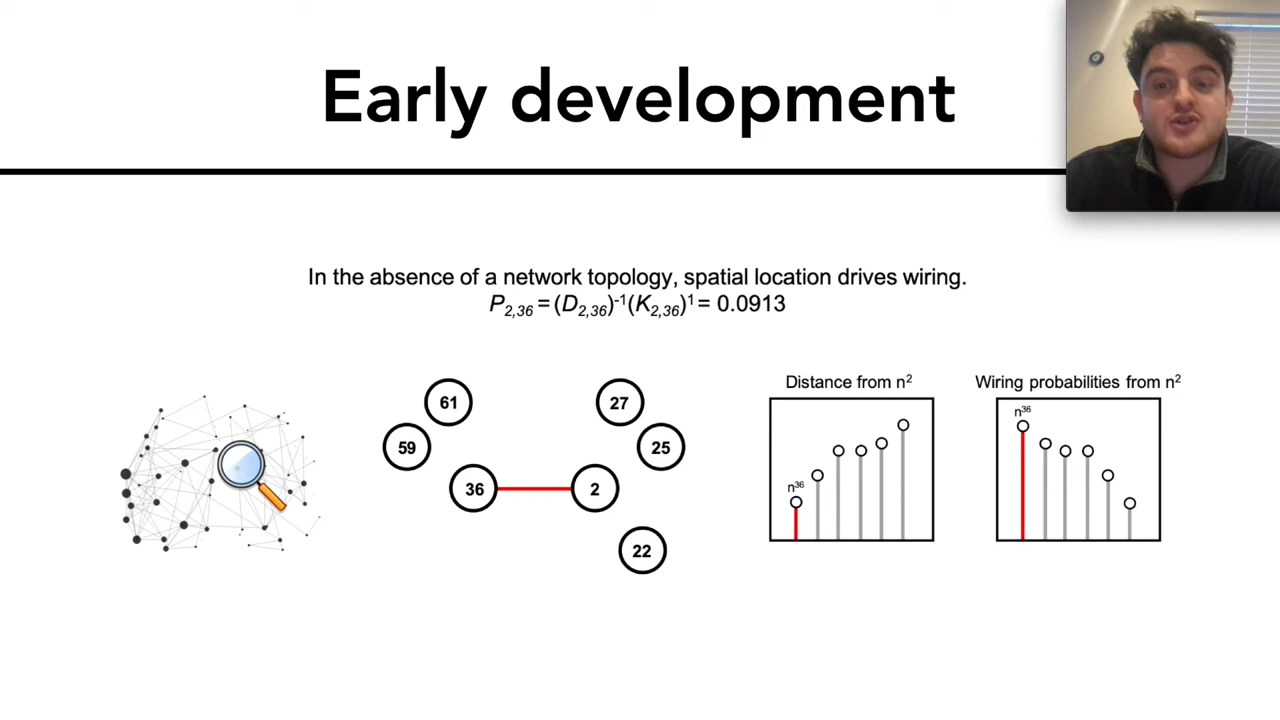 Early development
In the absence of a network topology, spatial location drives wiring.
P2,36 = (D2,36)-1(K2,36)1 = 0.0913
61
27
59
25
36
2
22
Distance from n2
n36
Wiring probabilities from n2
n36